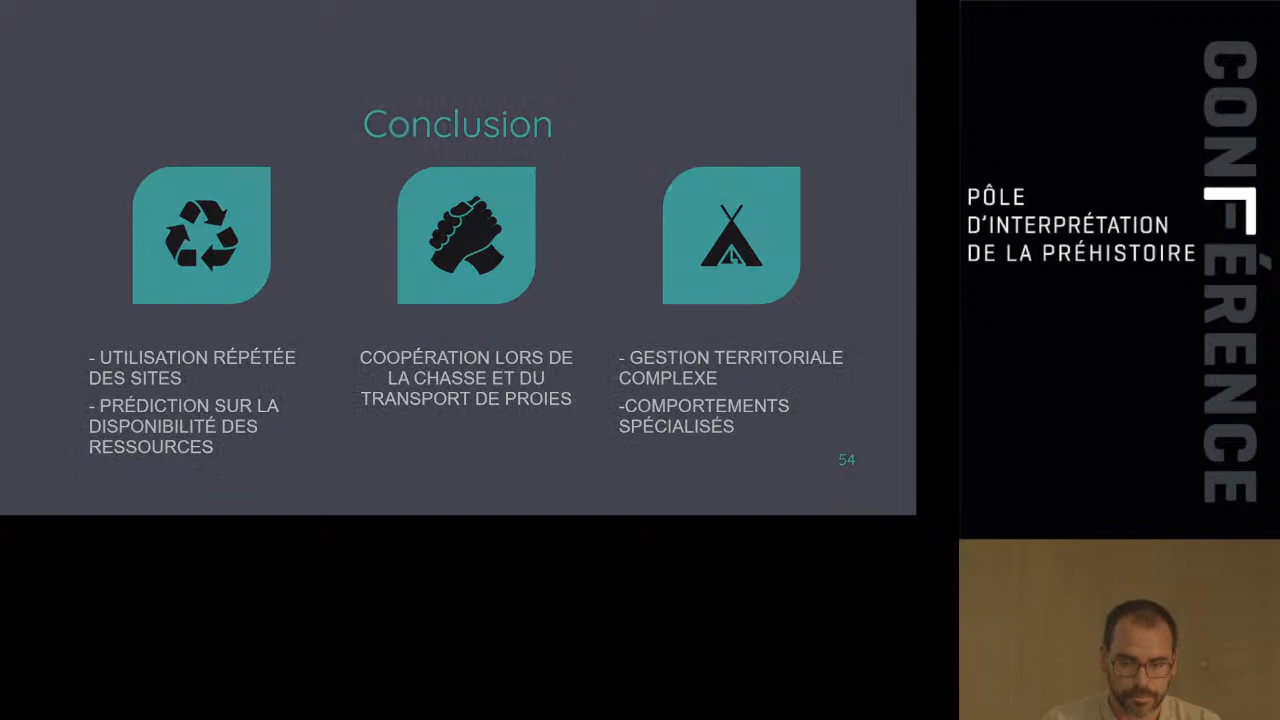 Conclusion
- UTILISATION RÉPÉTÉE
DES SITES
- PRÉDICTION SUR LA
DISPONIBILITÉ DES
RESSOURCES
COOPÉRATION LORS DE
LA CHASSE ET DU
TRANSPORT DE PROIES
- GESTION TERRITORIALE
COMPLEXE
-COMPORTEMENTS
SPÉCIALISÉS
54
PÔLE
D'INTERPRÉTATION
DE LA PRÉHISTOIRE
CONFÉRENCE